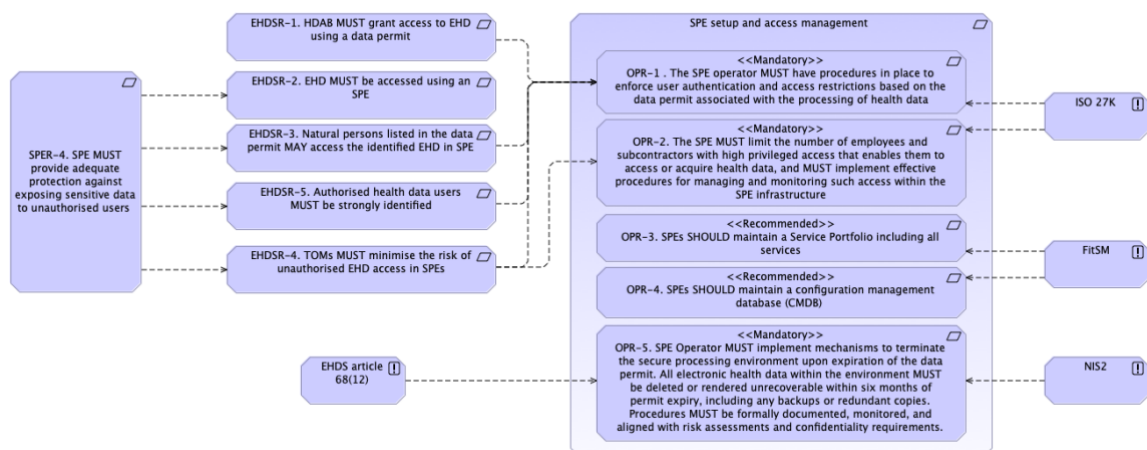 EHDSR-1. HDAB MUST grant access to EHD
using a data permit
SPE setup and access management
<<Mandatory>>
OPR-1 . The SPE operator MUST have procedures in place to
enforce user authentication and access restrictions based on the
data permit associated with the processing of health data
EHDSR-2. EHD MUST be accessed using an
SPE
ISO 27K
EHDSR-3. Natural persons listed in the data
permit MAY access the identified EHD in SPE
<<Mandatory>>
OPR-2. The SPE MUST limit the number of employees and
subcontractors with high privileged access that enables them to
access or acquire health data, and MUST implement effective
procedures for managing and monitoring such access within the
SPE infrastructure
SPER-4. SPE MUST
provide adequate
protection against
exposing sensitive data
to unauthorised users
EHDSR-5. Authorised health data users
MUST be strongly identified
<<Recommended>>
OPR-3. SPEs SHOULD maintain a Service Portfolio including all
services
EHDSR-4. TOMs MUST minimise the risk of
unauthorised EHD access in SPEs
FitSM
<<Recommended>>
OPR-4. SPEs SHOULD maintain a configuration management
database (CMDB)
<<Mandatory>>
OPR-5. SPE Operator MUST implement mechanisms to terminate
the secure processing environment upon expiration of the data
permit. All electronic health data within the environment MUST
be deleted or rendered unrecoverable within six months of
permit expiry, including any backups or redundant copies.
Procedures MUST be formally documented, monitored, and
aligned with risk assessments and confidentiality requirements.
EHDS article
68(12)
NIS2